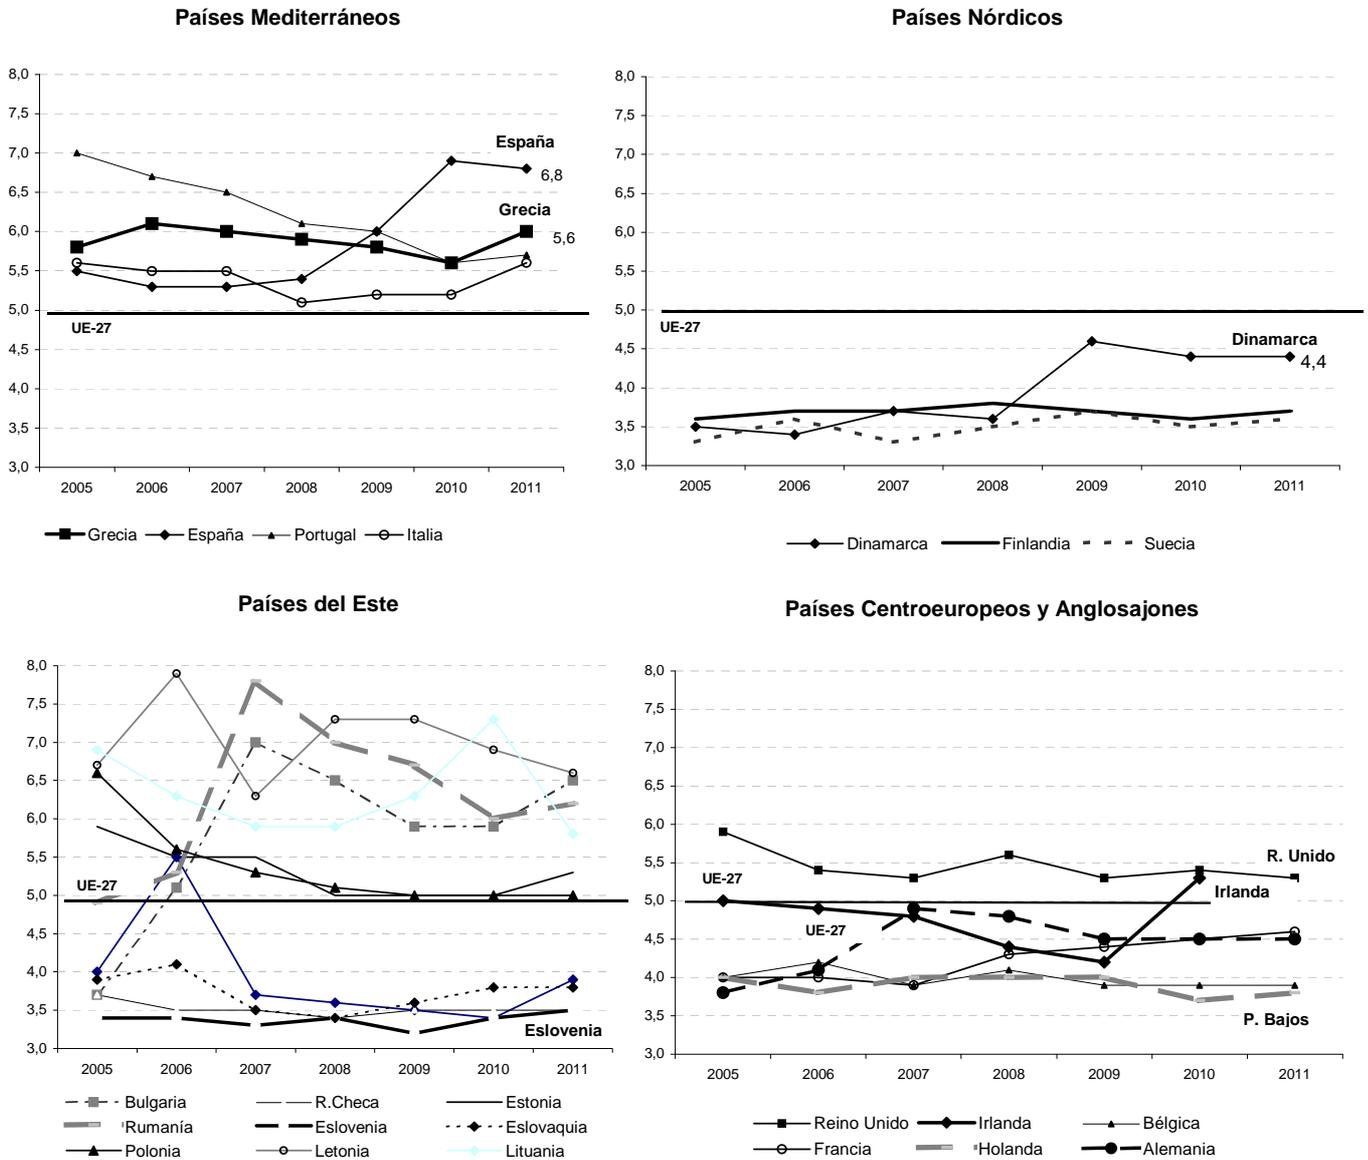 Países Mediterráneos
8,0
7,5
7,0
6,5
6,0
5,5
5,0
4,5
4,0
3,5
3,0
España
6,8
Grecia
5,6
UE-27
2005 2006 2007 2008 2009 2010 2011
Grecia España Portugal Italia
Países Nórdicos
8,0
7,5
7,0
6,5
6,0
5,5
5,0
4,5
4,0
3,5
3,0
UE-27
Dinamarca
4,4
2005 2006 2007 2008 2009 2010 2011
Dinamarca Finlandia Suecia
Países del Este
8,0
7,5
7,0
6,5
6,0
5,5
5,0
4,5
4,0
3,5
3,0
UE-27
Eslovenia
2005 2006 2007 2008 2009 2010 2011
Bulgaria R.Checa Estonia
Rumanía Eslovenia Eslovaquia
Polonia Letonia Lituania
Países Centroeuropeos y Anglosajones
8,0
7,5
7,0
6,5
6,0
5,5
5,0
4,5
4,0
3,5
3,0
R. Unido
UE-27
Irlanda
UE-27
P. Bajos
2005 2006 2007 2008 2009 2010 2011
Reino Unido Irlanda Bélgica
Francia Holanda Alemania